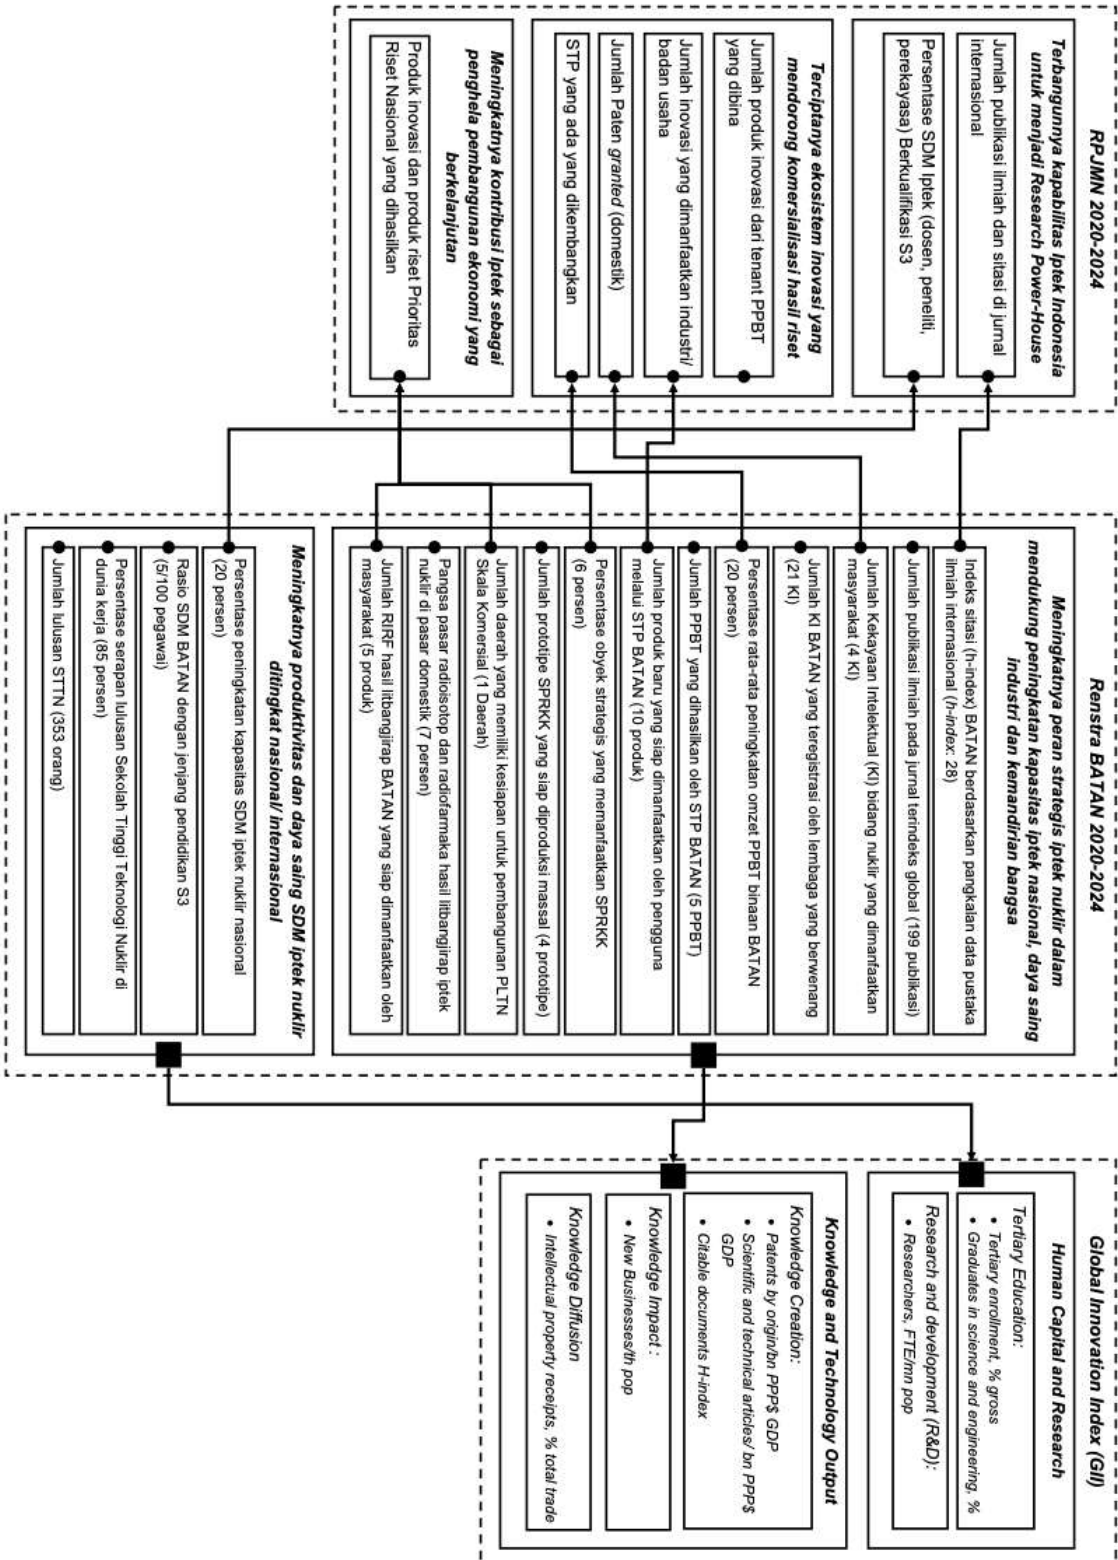 RPJMN 2020-2024
Terbangunnya kapabilitas Iptek Indonesia
untuk menjadi Research Power-House
Jumlah publikasi ilmiah dan sitasi di jurnal
internasional
Persentase SDM Iptek (dosen, peneliti,
perekayasa) Berkualifikasi S3
Terciptanya ekosistem inovasi yang
mendorong komersialisasi hasil riset
Jumlah produk inovasi dari tenant PPBT
yang dibina
Jumlah inovasi yang dimanfaatkan industri/
badan usaha
Jumlah Paten granted (domestik)
STP yang ada yang dikembangkan
Meningkatnya kontribusi Iptek sebagai
penghela pembangunan ekonomi yang
berkelanjutan
Produk inovasi dan produk riset Prioritas
Riset Nasional yang dihasilkan
Renstra BATAN 2020-2024
Meningkatnya peran strategis iptek nuklir dalam
mendukung peningkatan kapasitas iptek nasional, daya saing
industri dan kemandirian bangsa
Indeks sitasi (h-index) BATAN berdasarkan pangkalan data pustaka
ilmiah internasional (h-index: 28)
Jumlah publikasi ilmiah pada jurnal terindeks global (199 publikasi)
Jumlah Kekayaan Intelektual (KI) bidang nuklir yang dimanfaatkan
masyarakat (4 KI)
Jumlah KI BATAN yang teregistrasi oleh lembaga yang berwenang
(21 KI)
Persentase rata-rata peningkatan omzet PPBT binaan BATAN
(20 persen)
Jumlah PPBT yang dihasilkan oleh STP BATAN (5 PPBT)
Jumlah produk baru yang siap dimanfaatkan oleh pengguna
melalui STP BATAN (10 produk)
Persentase obyek strategis yang memanfaatkan SPRKK
(6 persen)
Jumlah prototipe SPRKK yang siap diproduksi massal (4 prototipe)
Jumlah daerah yang memiliki kesiapan untuk pembangunan PLTN
Skala Komersial (1 Daerah)
Pangsa pasar radioisotop dan radiofarmaka hasil litbangjirap iptek
nuklir di pasar domestik (7 persen)
Jumlah RIRF hasil litbangjirap BATAN yang siap dimanfaatkan oleh
masyarakat (5 produk)
Meningkatnya produktivitas dan daya saing SDM iptek nuklir
ditingkat nasional/ internasional
Persentase peningkatan kapasitas SDM iptek nuklir nasional
(20 persen)
Rasio SDM BATAN dengan jenjang pendidikan S3
(5/100 pegawai)
Persentase serapan lulusan Sekolah Tinggi Teknologi Nuklir di
dunia kerja (85 persen)
Jumlah lulusan STTN (353 orang)
Global Innovation Index (GII)
Human Capital and Research
Tertiary Education:
• Tertiary enrollment, % gross
• Graduates in science and engineering, %
Research and development (R&D):
• Researchers, FTE/mn pop
Knowledge and Technology Output
Knowledge Creation:
• Patents by origin/bn PPP$ GDP
• Scientific and technical articles/ bn PPP$
GDP
• Citable documents H-index
Knowledge Impact :
• New Businesses/th pop
Knowledge Diffusion
• Intellectual property receipts, % total trade